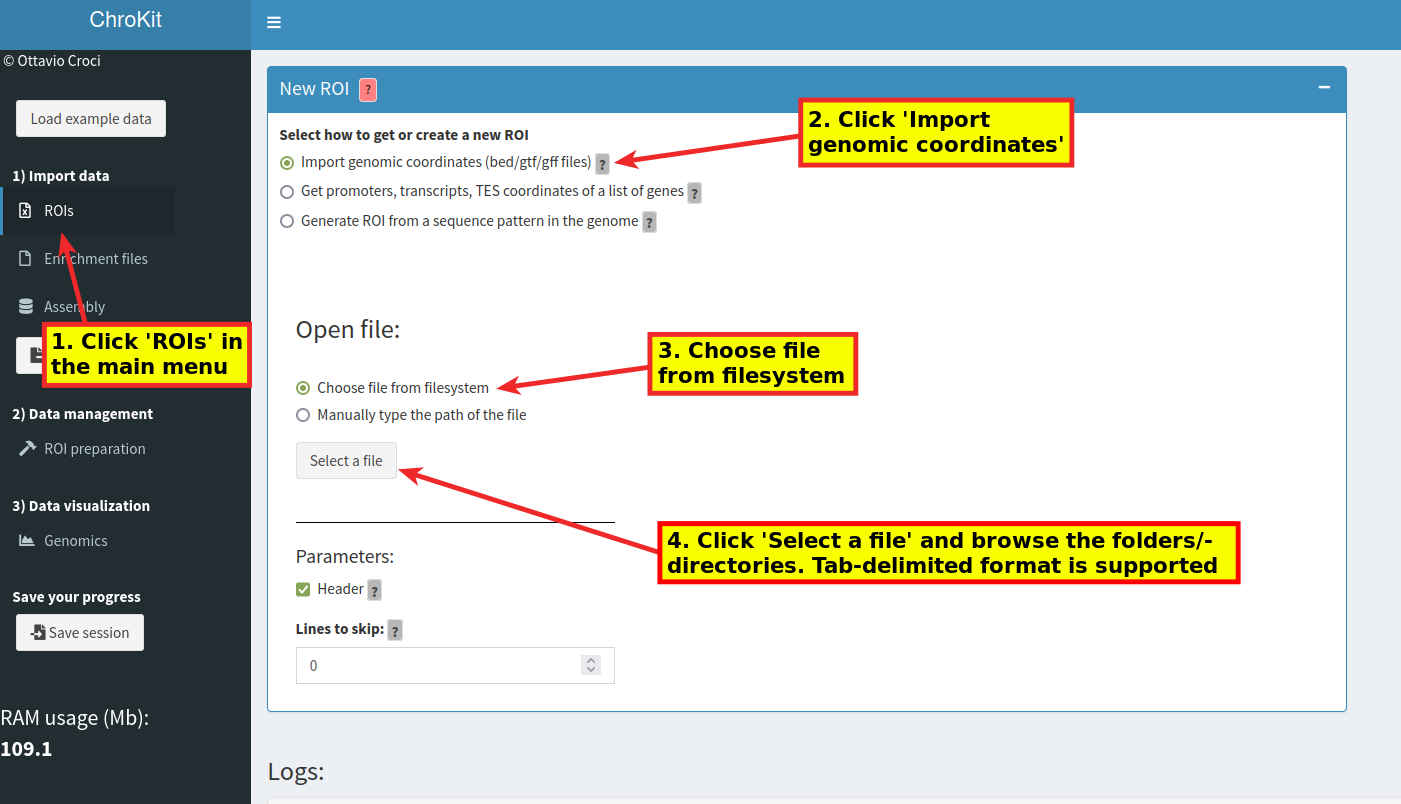 ChroKit
© Ottavio Croci
Load example data
1) Import data
ROIs
Enrichment files
Assembly
1. Click 'ROIs' in
the main menu
2) Data management
ROI preparation
3) Data visualization
Genomics
Save your progress
Save session
RAM usage (Mb):
109.1
New ROI ?
Select how to get or create a new ROI
Import genomic coordinates (bed/gtf/gff files) ?
Get promoters, transcripts, TES coordinates of a list of genes ?
Generate ROI from a sequence pattern in the genome ?
2. Click 'Import
genomic coordinates'
Open file:
Choose file from filesystem
Manually type the path of the file
3. Choose file
from filesystem
Select a file
4. Click 'Select a file' and browse the folders/-
directories. Tab-delimited format is supported
Parameters:
Header ?
Lines to skip: ?
0
Logs: